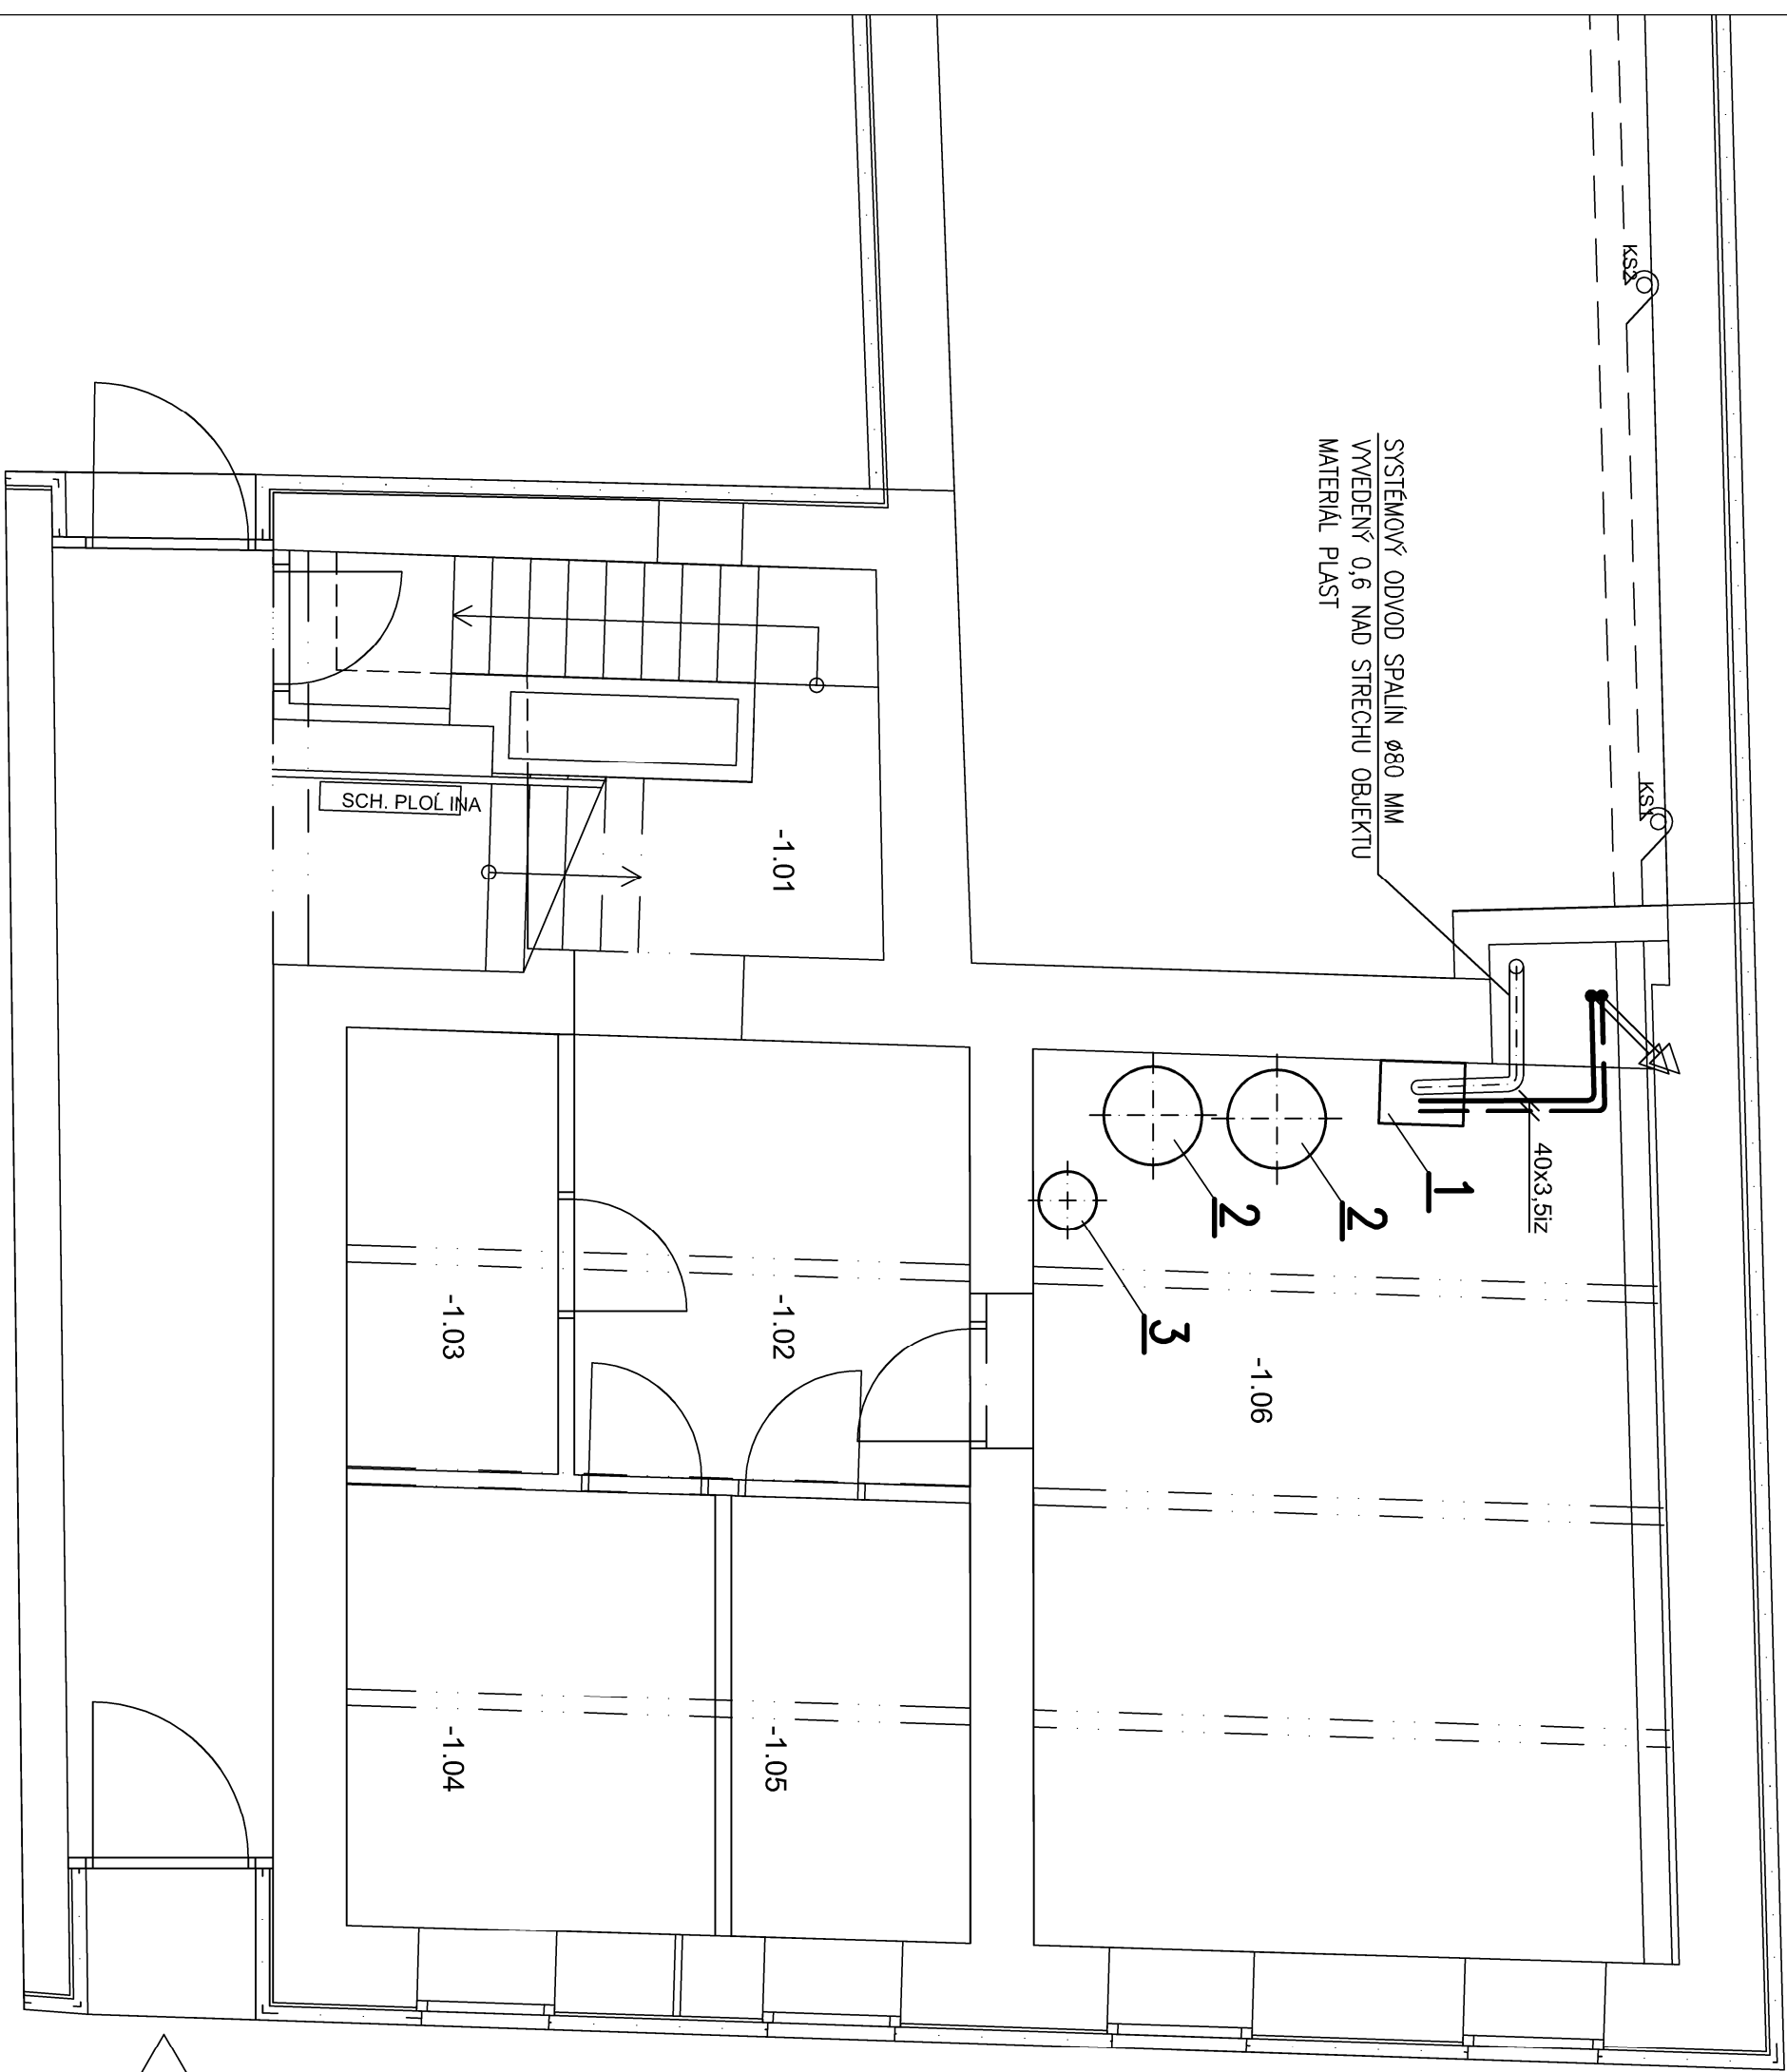 KS2
KS1
SYSTÉMOVÝ ODVOD SPALÍN ø80 MM
VYVEDENÝ 0,6 NAD STRECHU OBJEKTU
MATERIÁL PLAST
SCH. PLOĹINA
-1.01
40x3,5iz
1
2
2
3
-1.06
-1.02
-1.03
-1.05
-1.04